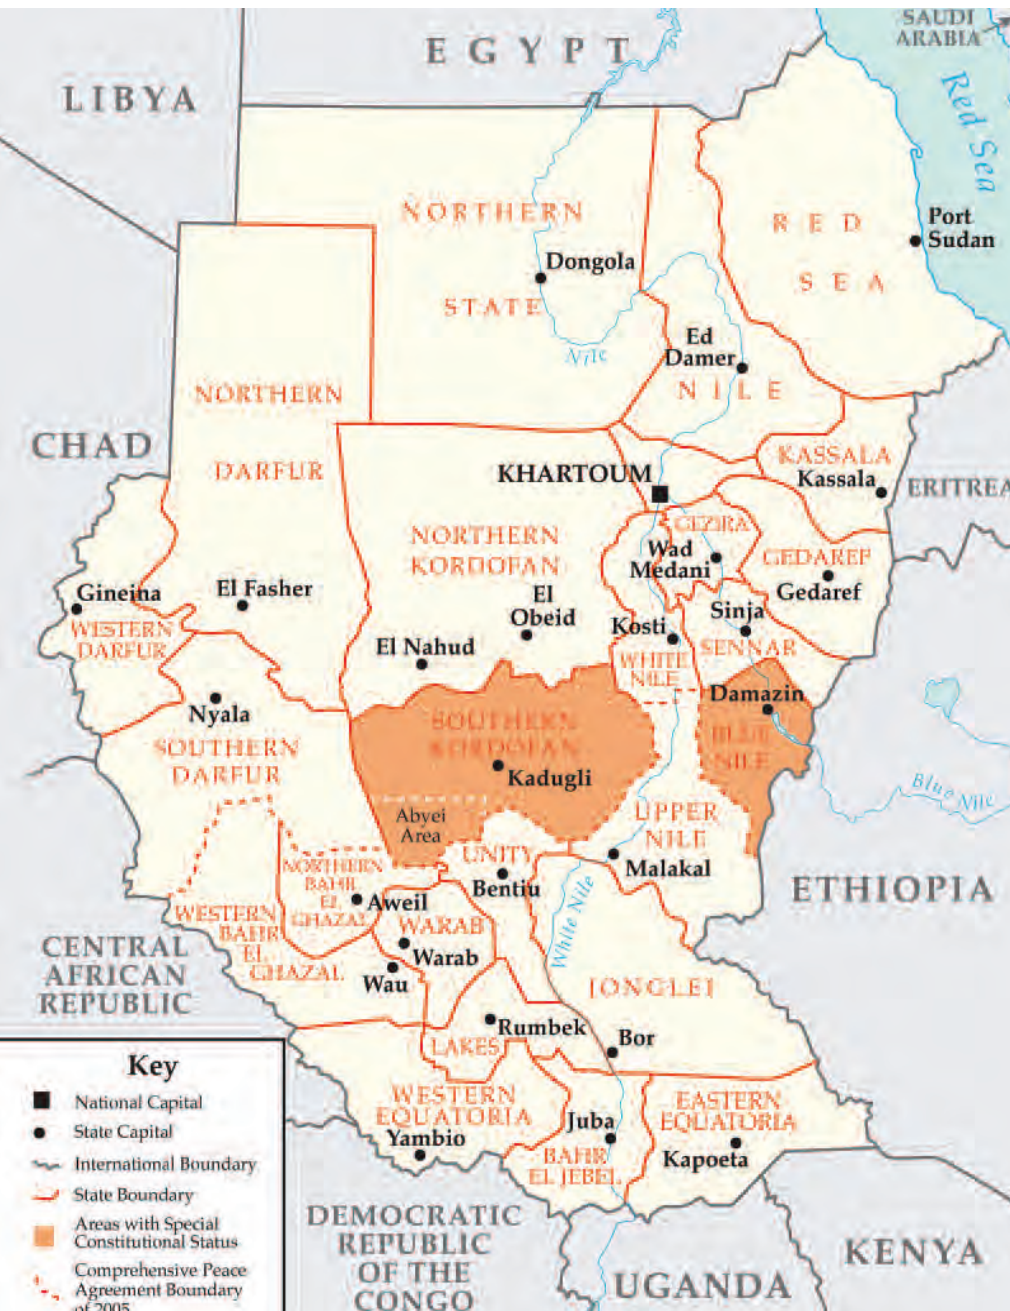 SAUDI
ARABIA
EGYPT
LIBYA
Red Sea
NORTHERN
STATE
RED
SEA
Port
Sudan
Dongola
Nile
Ed
Damer
NILE
NORTHERN
DARFUR
CHAD
KHARTOUM
KASSALA
Kassala
ERITREA
NORTHERN
KORDOFAN
GEZIRA
Wad
Medani
GEDAREF
Gedaref
Gineina
WESTERN
DARFUR
El Fasher
El
Obeid
El Nahud
Kosti
WHITE
NILE
Sinja
SENNAR
Damazin
BLUE
NILE
Nyala
SOUTHERN
DARFUR
SOUTHERN
KORDOFAN
Kadugli
Abyei
Area
UPPER
NILE
Malakal
Blue Nile
ETHIOPIA
UNITY
Bentiu
NORTHERN
BAHR
EL
GHAZAL
Aweil
WESTERN
BAHR
EL
GHAZAL
WARAB
Warab
Wau
White Nile
CENTRAL
AFRICAN
REPUBLIC
JONGLEI
Rumbek
LAKES
Bor
WESTERN
EQUATORIA
Yambio
Juba
BAHR
EL JEBEL
EASTERN
EQUATORIA
Kapoeta
DEMOCRATIC
REPUBLIC
OF THE
CONGO
UGANDA
KENYA
Key
National Capital
State Capital
International Boundary
State Boundary
Areas with Special
Constitutional Status
Comprehensive Peace
Agreement Boundary
of 2005